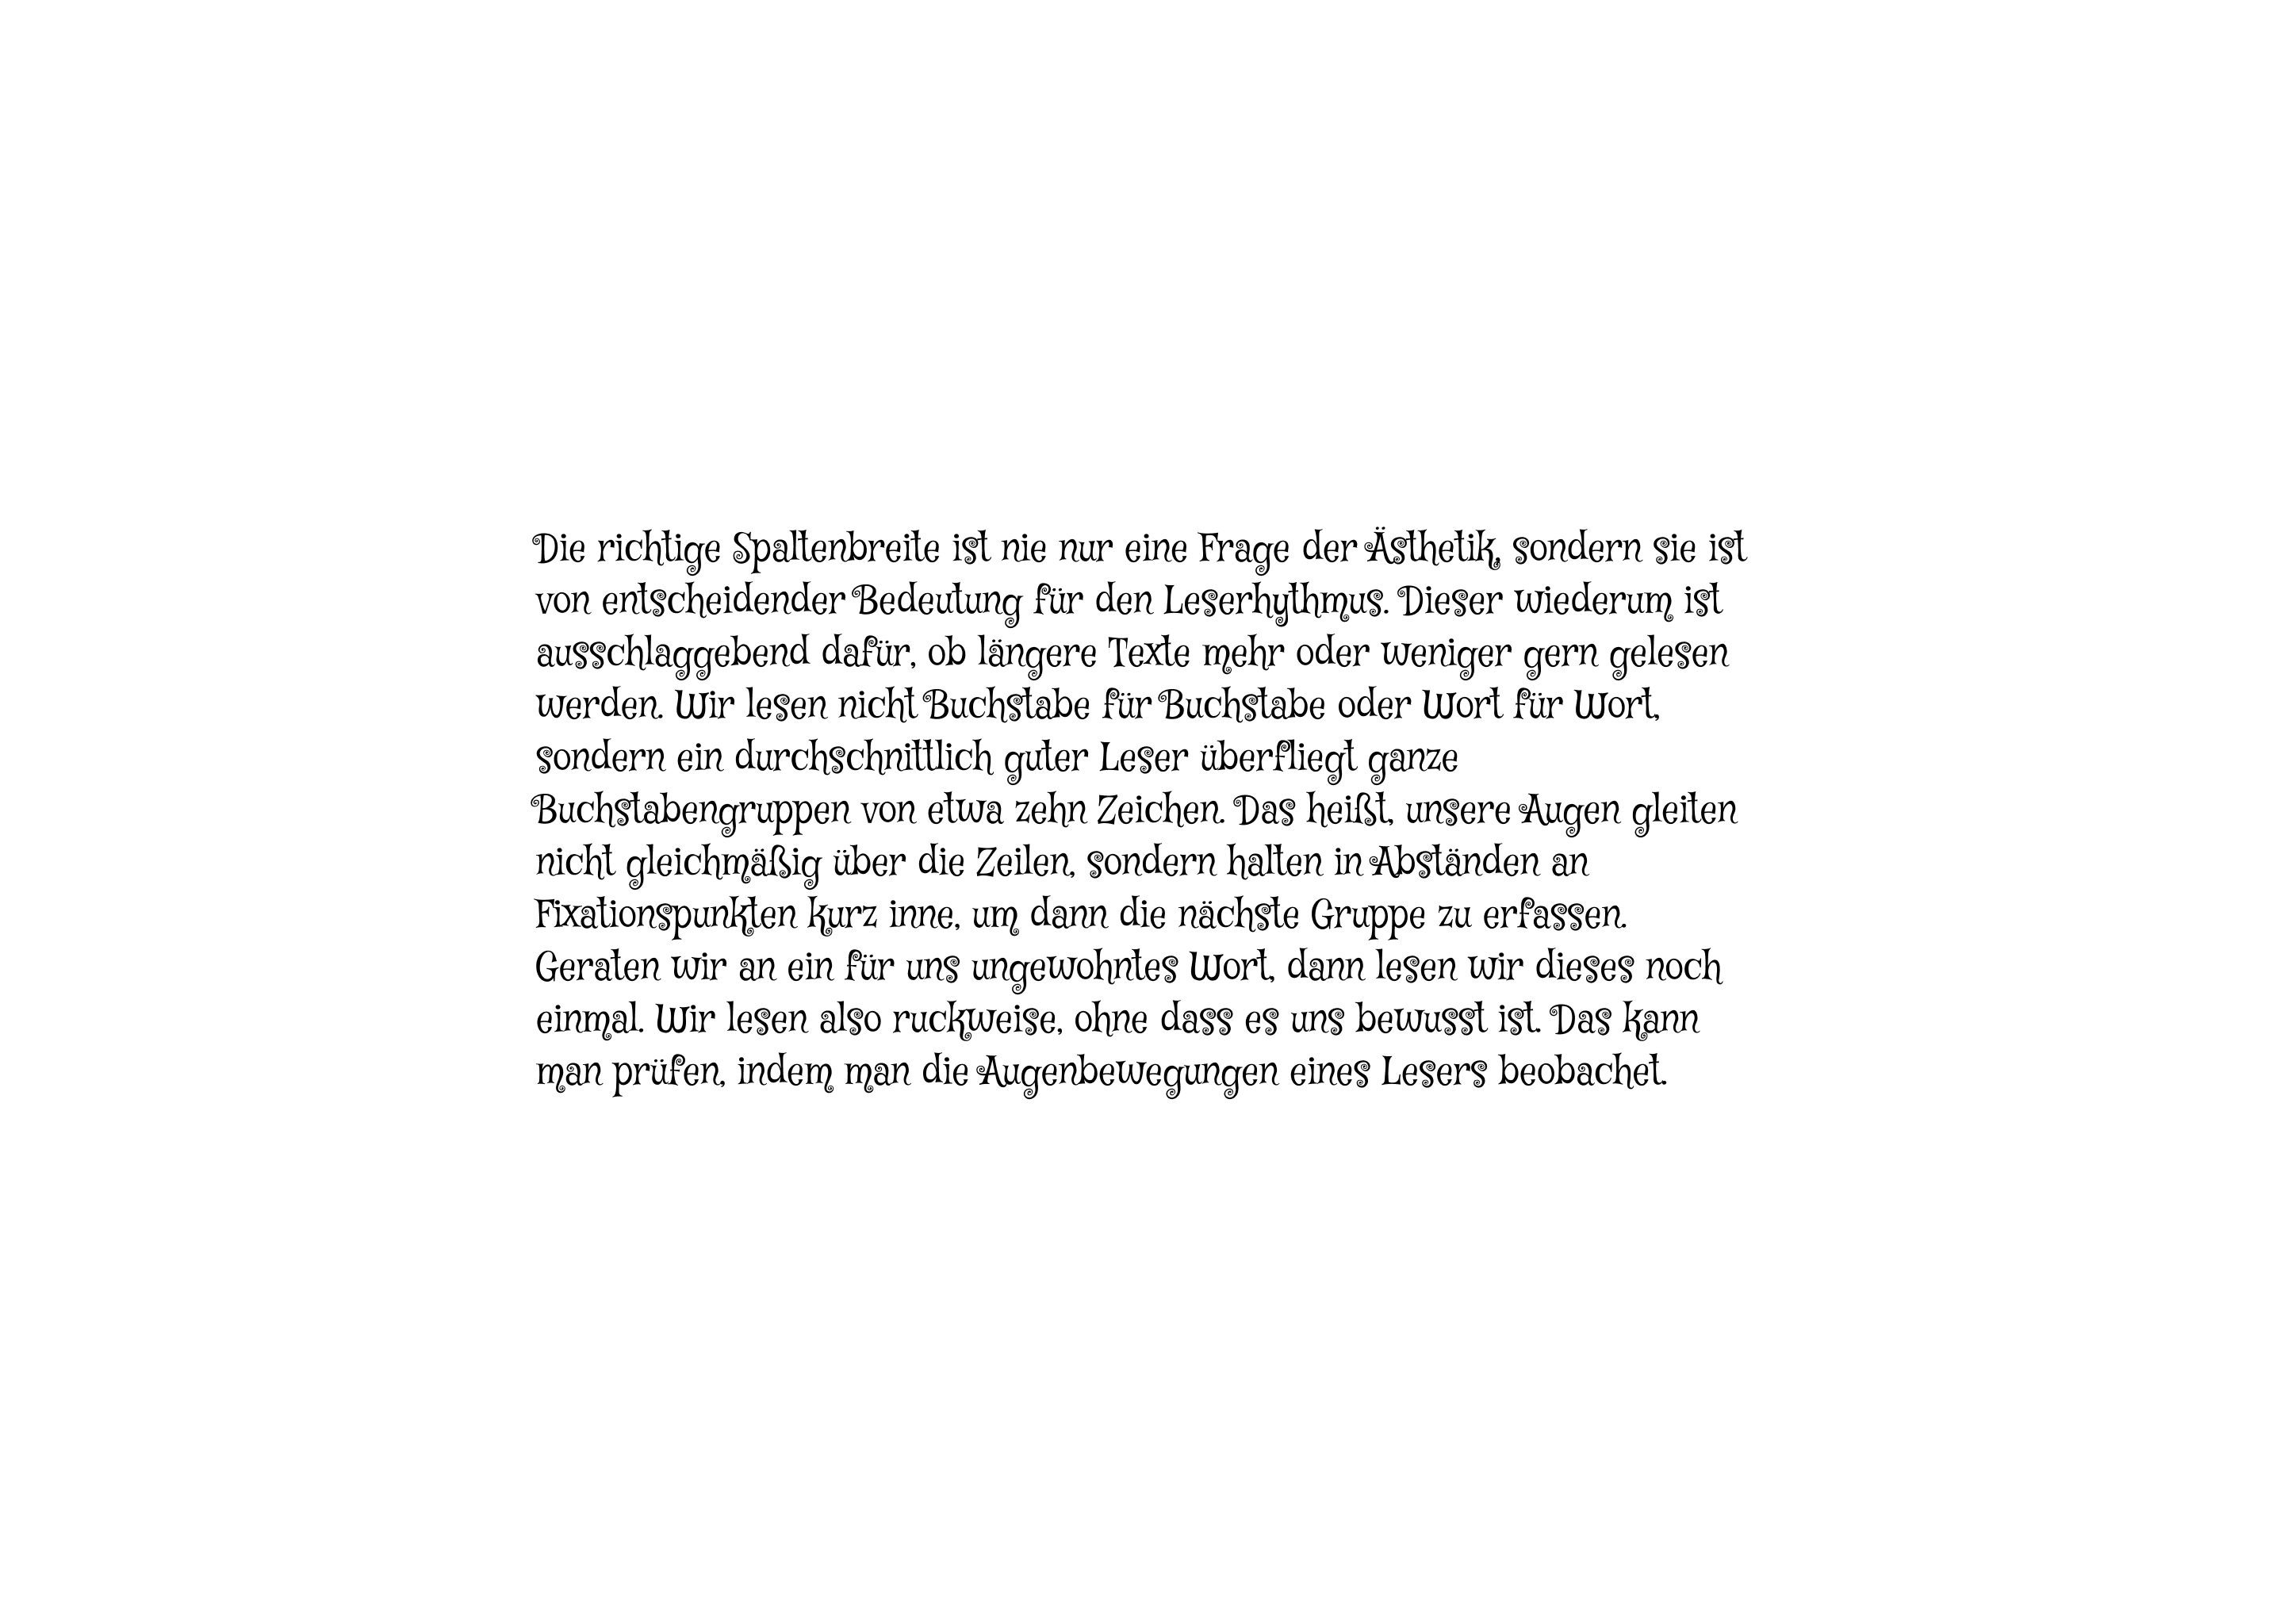 Die richtige Spaltenbreite ist nie nur eine Frage der Ästhetik, sondern sie ist
von entscheidender Bedeutung für den Leserhythmus. Dieser wiederum ist
ausschlaggebend dafür, ob längere Texte mehr oder weniger gern gelesen
werden. Wir lesen nicht Buchstabe für Buchstabe oder Wort für Wort,
sondern ein durchschnittlich guter Leser überfliegt ganze
Buchstabengruppen von etwa zehn Zeichen. Das heißt, unsere Augen gleiten
nicht gleichmäßig über die Zeilen, sondern halten in Abständen an
Fixationspunkten kurz inne, um dann die nächste Gruppe zu erfassen.
Geraten wir an ein für uns ungewohntes Wort, dann lesen wir dieses noch
einmal. Wir lesen also ruckweise, ohne dass es uns bewusst ist. Das kann
man prüfen, indem man die Augenbewegungen eines Lesers beobachet.